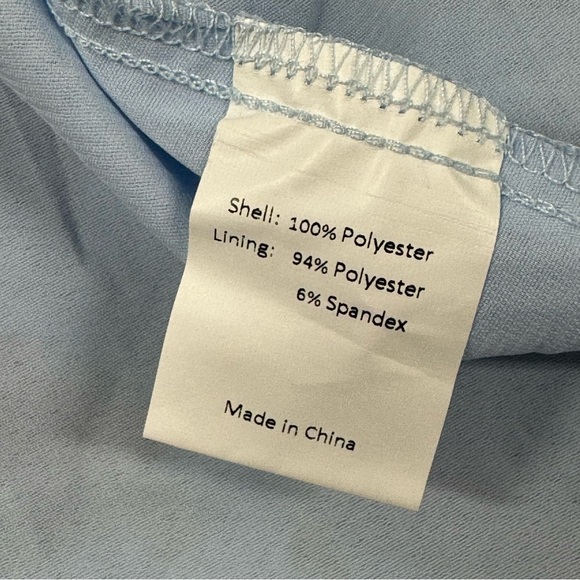 Shell: 100% Polyester
Lining: 94% Polyester
6% Spandex
Made in China